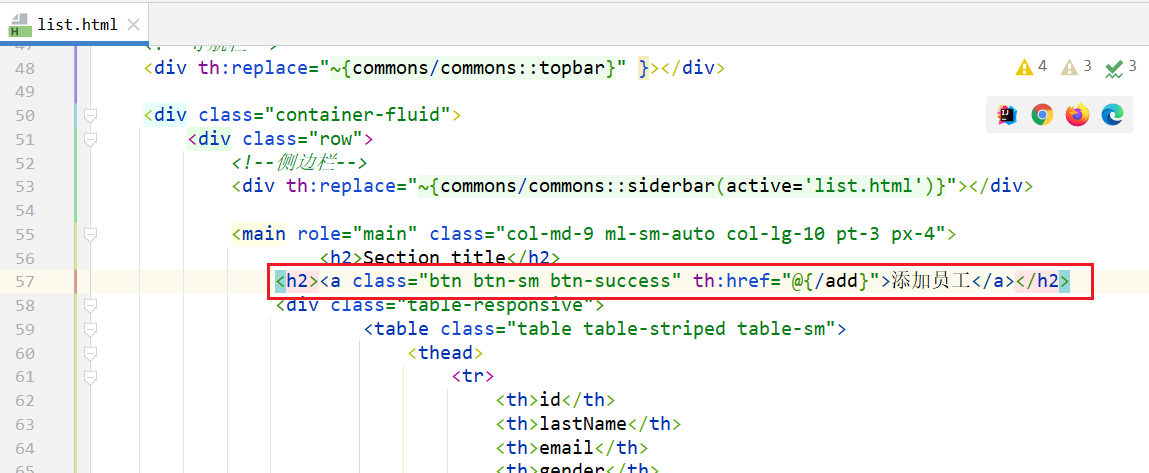 list.html
48 <div th:replace="~{commons/commons::topbar}" }></div>
4 3 3
49
50 <div class="container-fluid">
51 <div class="row">
52 <!--侧边栏-->
53 <div th:replace="~{commons/commons::siderbar(active='list.html')}"></div>
54
55 <main role="main" class="col-md-9 ml-sm-auto col-lg-10 pt-3 px-4">
56 <h2>Section title</h2>
57 <h2><a class="btn btn-sm btn-success" th:href="@{/add}">添加员工</a></h2>
58 <div class="table-responsive">
59 <table class="table table-striped table-sm">
60 <thead>
61 <tr>
62 <th>id</th>
63 <th>lastName</th>
64 <th>email</th>
65 <th>gender</th>